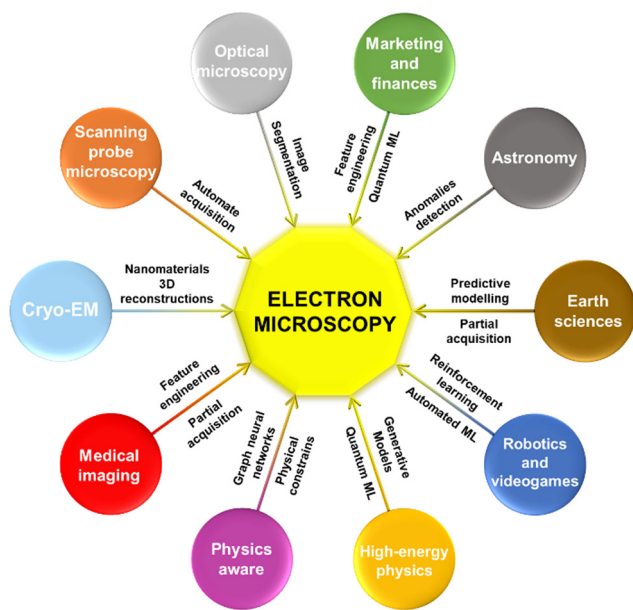 Optical
microscopy
Marketing
and
finances
Scanning
probe
microscopy
Astronomy
Image
Segmentation
Feature
engineering
Quantum ML
Automate
acquisition
Anomalies
detection
Cryo-EM
Nanomaterials
3D
reconstructions
ELECTRON
MICROSCOPY
Predictive
modelling
Partial
acquisition
Earth
sciences
Feature engineering
Partial
acquisition
Graph neural
networks
Physical
constrains
Generative
Models
Quantum ML
Reinforcement
learning
Automated ML
Medical
imaging
Physics
aware
High-energy
physics
Robotics
and
videogames